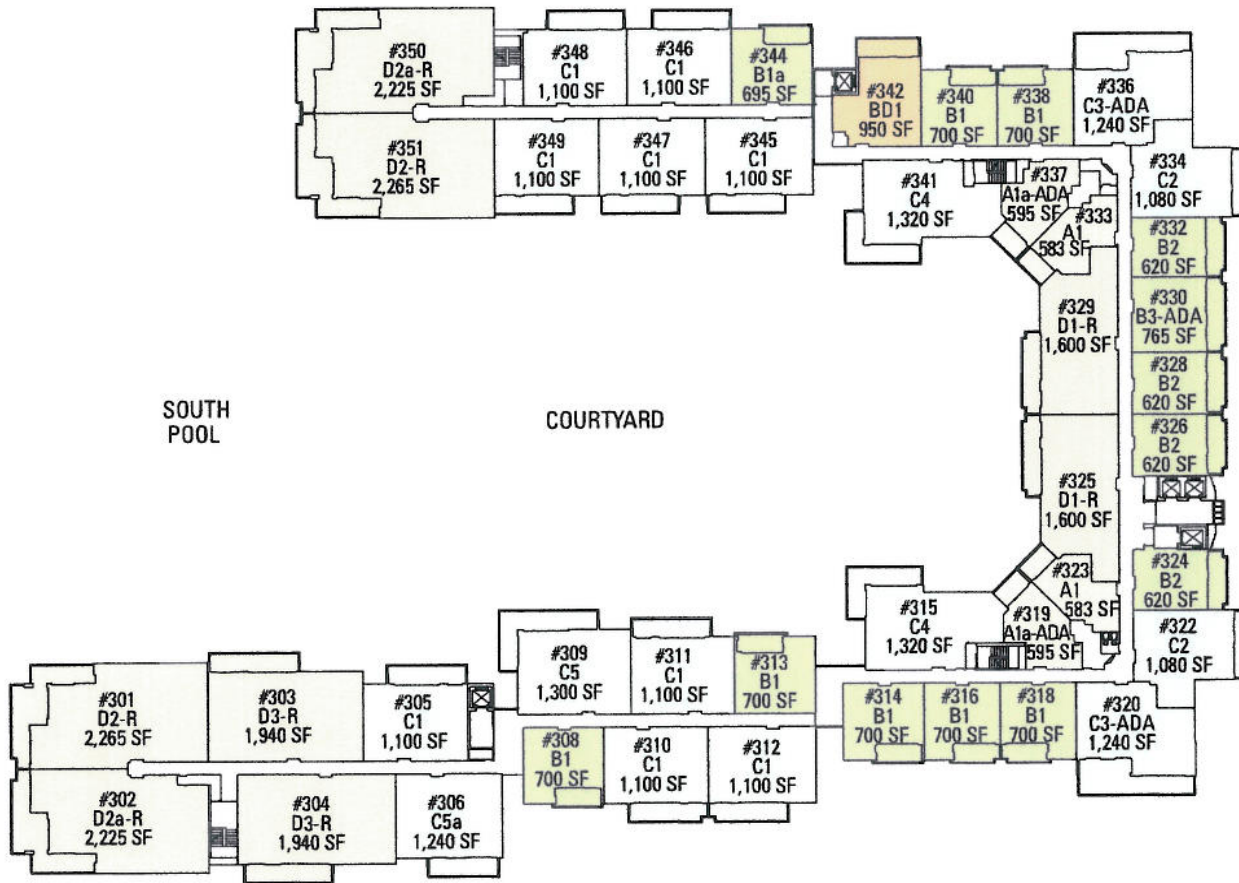 #350
D2a-R
2,225 SF
#348
C1
1,100 SF
#346
C1
1,100 SF
#344
B1a
695 SF
#342
BD1
950 SF
#340
B1
700 SF
#338
B1
700 SF
#336
C3-ADA
1,240 SF
#351
D2-R
2,265 SF
#349
C1
1,100 SF
#347
C1
1,100 SF
#345
C1
1,100 SF
#341
C4
1,320 SF
#337
A1a-ADA
595 SF
#333
A1
583 SF
#334
C2
1,080 SF
#332
B2
620 SF
#330
B3-ADA
765 SF
#329
D1-R
1,600 SF
#328
B2
620 SF
#326
B2
620 SF
SOUTH
POOL
COURTYARD
#325
D1-R
1,600 SF
#324
B2
620 SF
#323
A1
583 SF
#315
C4
1,320 SF
#319
A1a-ADA
595 SF
#322
C2
1,080 SF
#309
C5
1,300 SF
#311
C1
1,100 SF
#313
B1
700 SF
#301
D2-R
2,265 SF
#303
D3-R
1,940 SF
#305
C1
1,100 SF
#314
B1
700 SF
#316
B1
700 SF
#318
B1
700 SF
#320
C3-ADA
1,240 SF
#308
B1
700 SF
#310
C1
1,100 SF
#312
C1
1,100 SF
#302
D2a-R
2,225 SF
#304
D3-R
1,940 SF
#306
C5a
1,240 SF